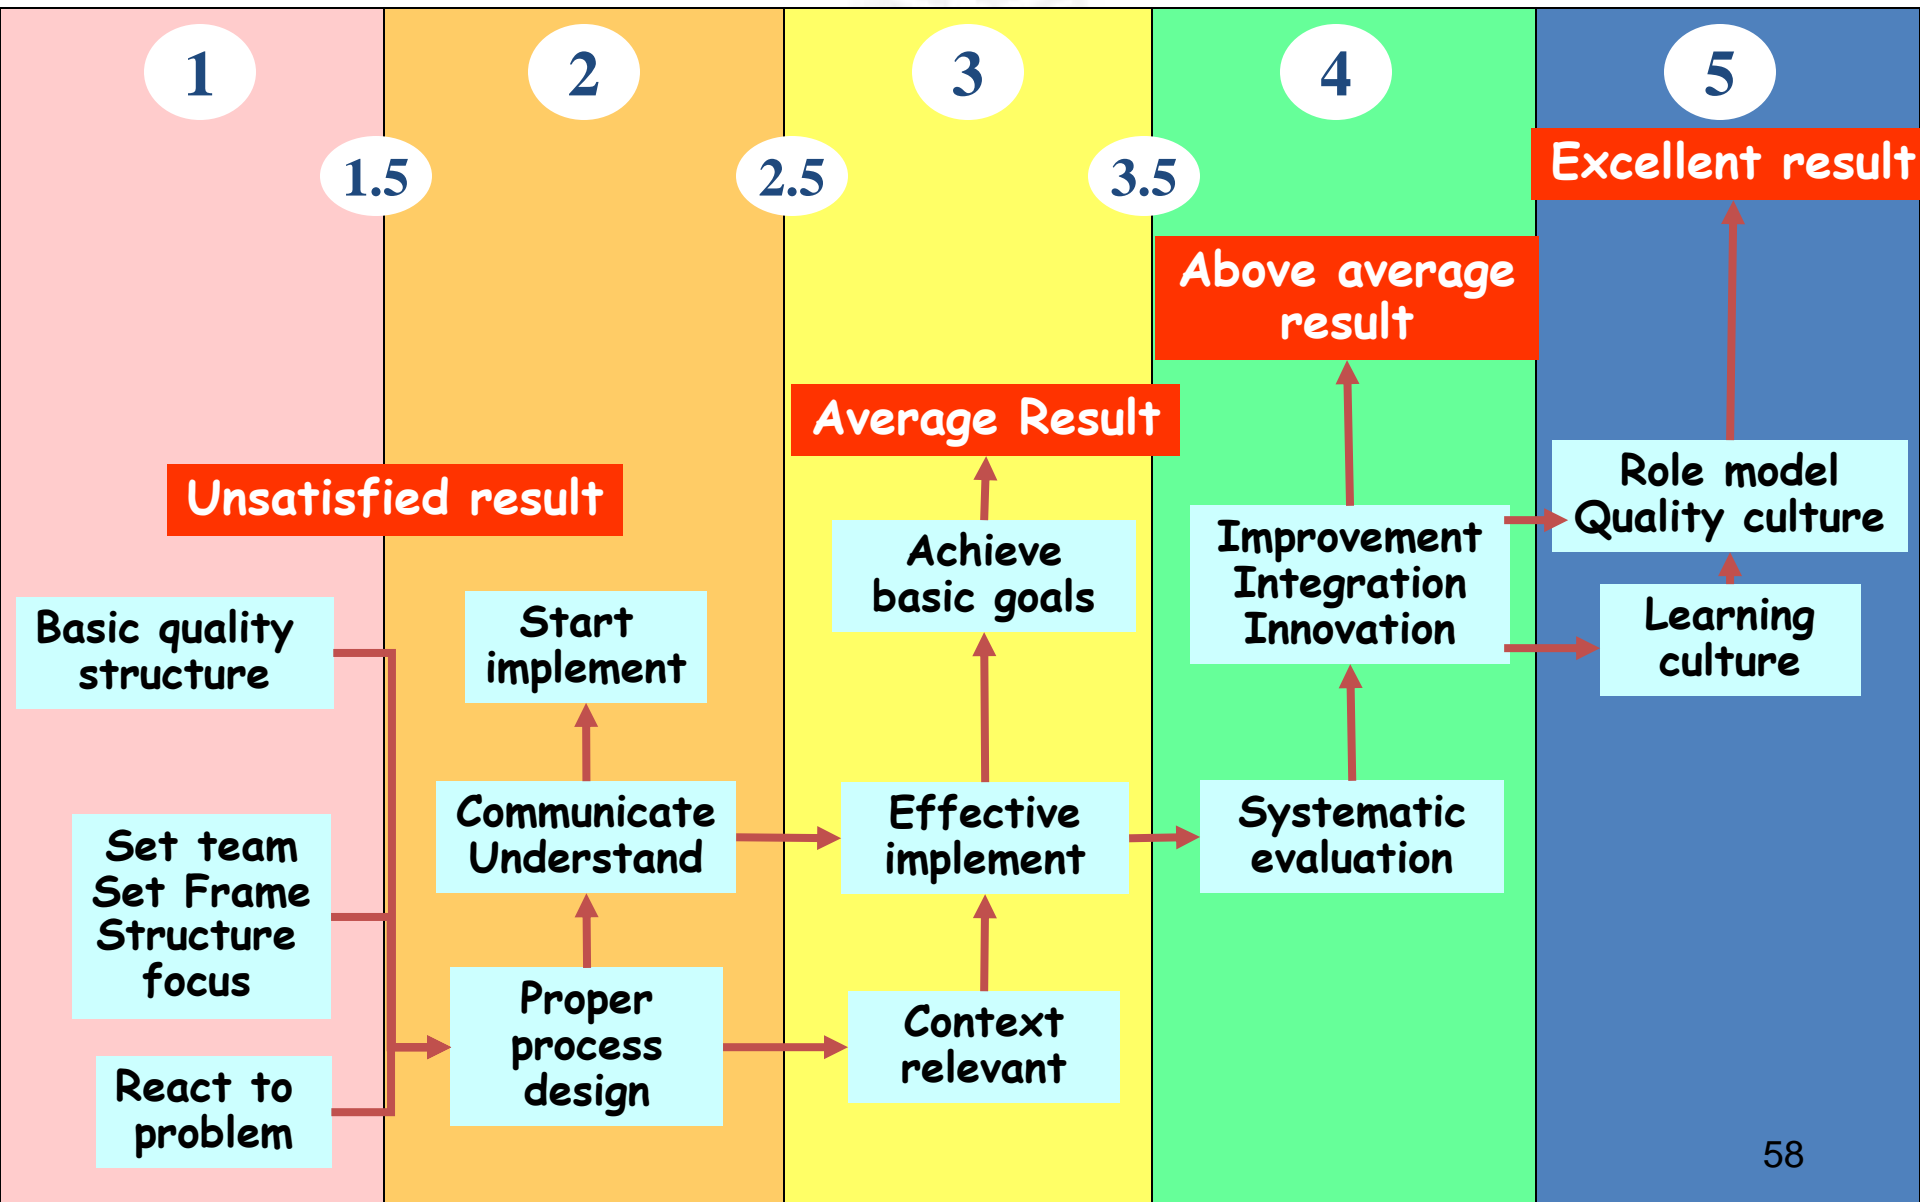 1
2
3
4
5
1.5
2.5
3.5
Excellent result
Above average
result
Average Result
Unsatisfied result
Basic quality
structure
Set team
Set Frame
Structure
focus
React to
problem
Start
implement
Communicate
Understand
Proper
process
design
Achieve
basic goals
Effective
implement
Context
relevant
Improvement
Integration
Innovation
Systematic
evaluation
Role model
Quality culture
Learning
culture
58